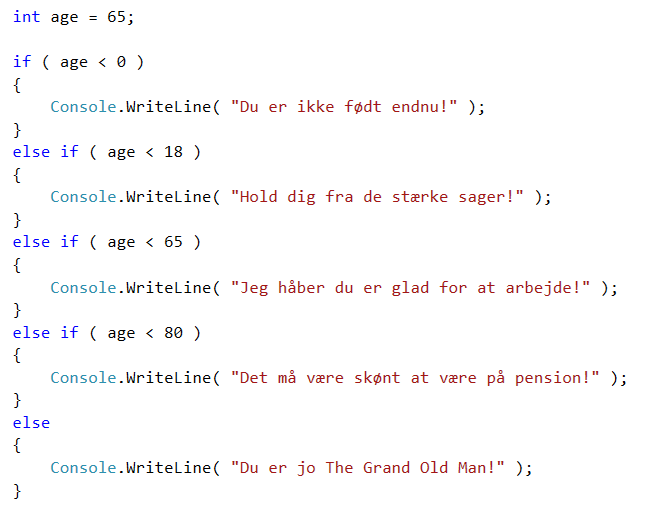 int age = 65;

if ( age < 0 )
{
    Console.WriteLine( "Du er ikke født endnu!" );
}
else if ( age < 18 )
{
    Console.WriteLine( "Hold dig fra de stærke sager!" );
}
else if ( age < 65 )
{
    Console.WriteLine( "Jeg håber du er glad for at arbejde!" );
}
else if ( age < 80 )
{
    Console.WriteLine( "Det må være skønt at være på pension!" );
}
else
{
    Console.WriteLine( "Du er jo The Grand Old Man!" );
}